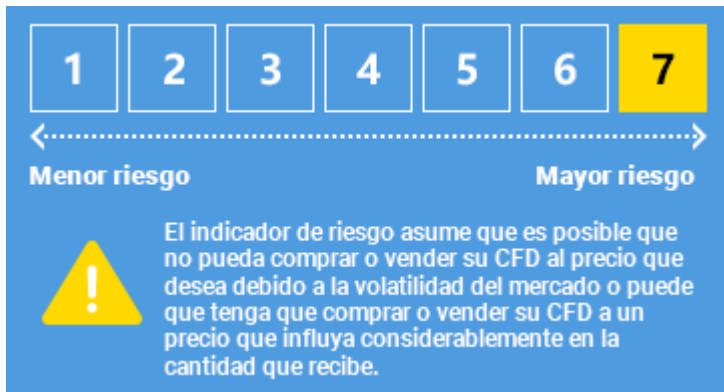 1 2 3 4 5 6 7
Menor riesgo Mayor riesgo
El indicador de riesgo asume que es posible que
no pueda comprar o vender su CFD al precio que
desea debido a la volatilidad del mercado o puede
que tenga que comprar o vender su CFD a un
precio que influya considerablemente en la
cantidad que recibe.